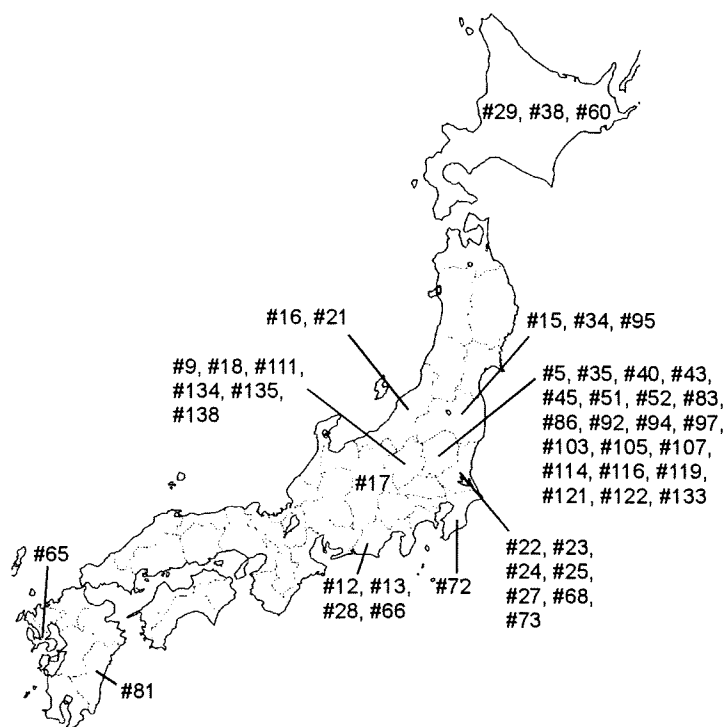 #29, #38, #60
#16, #21
#15, #34, #95
#9, #18, #111,
#134, #135,
#138
#5, #35, #40, #43,
#45, #51, #52, #83,
#86, #92, #94, #97,
#103, #105, #107,
#114, #116, #119,
#121, #122, #133
#17
#22, #23,
#24, #25,
#27, #68,
#73
#65
#12, #13,
#28, #66
#72
#81